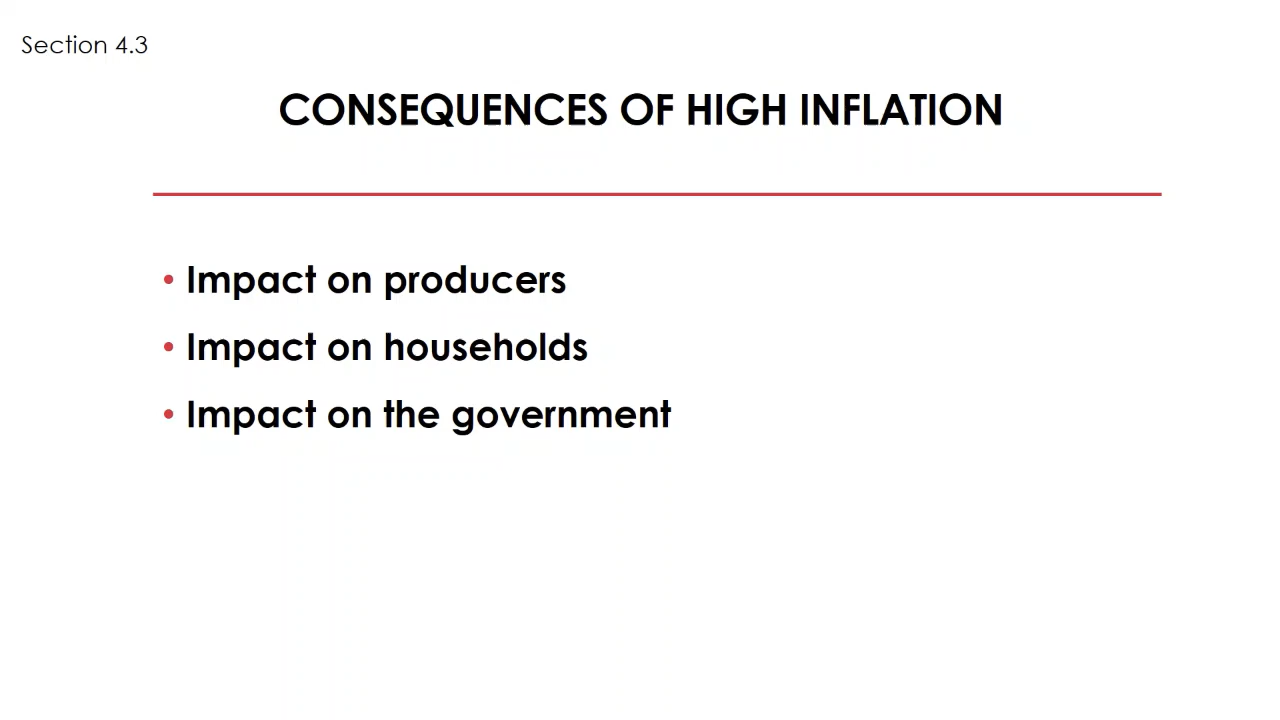 Section 4.3
CONSEQUENCES OF HIGH INFLATION
• Impact on producers
• Impact on households
• Impact on the government